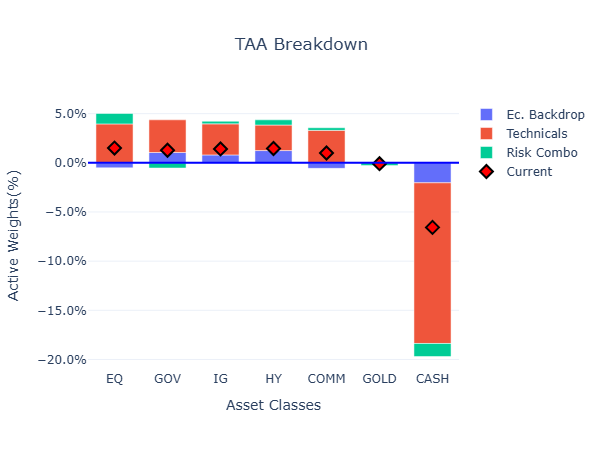 TAA Breakdown
Active Weights(%)
5.0%
0.0%
−5.0%
−10.0%
−15.0%
−20.0%
EQ GOV IG HY COMM GOLD CASH
Asset Classes
Ec. Backdrop
Technicals
Risk Combo
Current